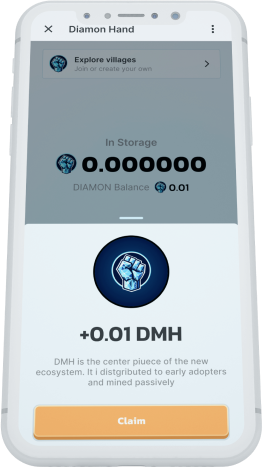 Diamon Hand
Explore villages
Join or create your own
In Storage
0.000000
DIAMON Balance 0.01
+0.01 DMH
DMH is the center piuece of the new
ecosystem. It i distgributed to early adopters
and mined passively
Claim